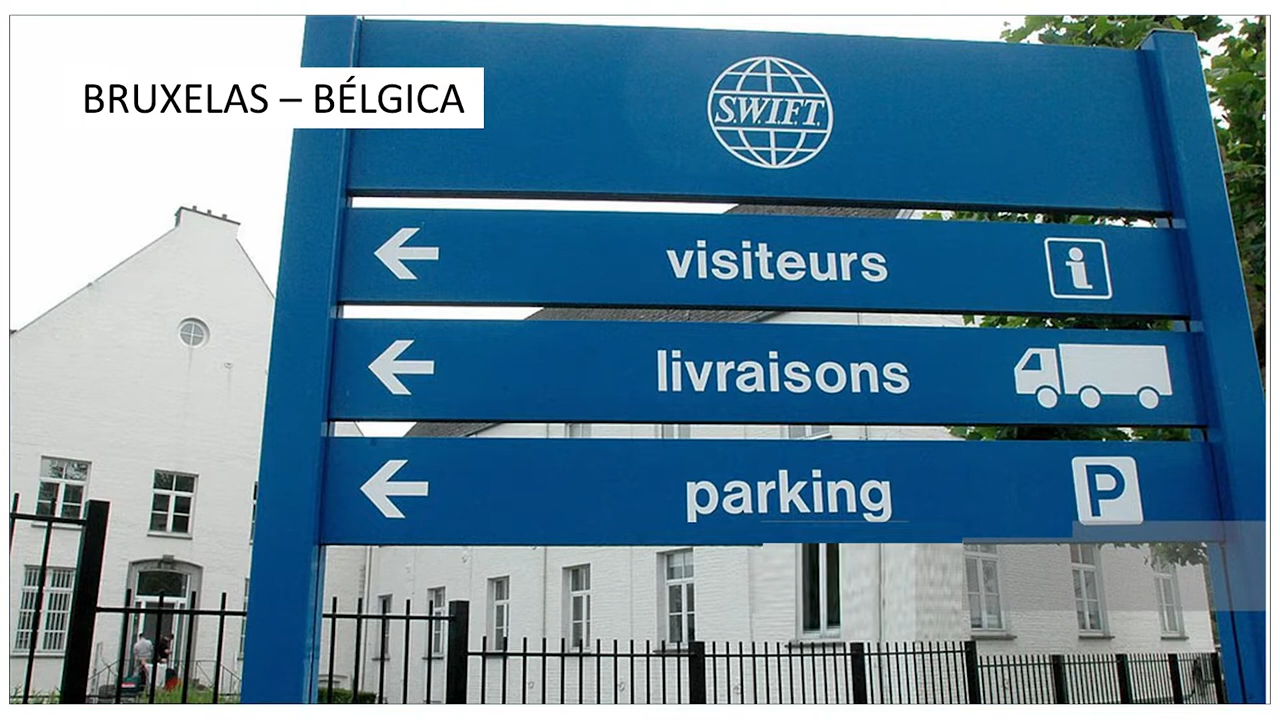 BRUXELAS – BÉLGICA
S.W.I.F.T.
visiteurs
livraisons
parking
P